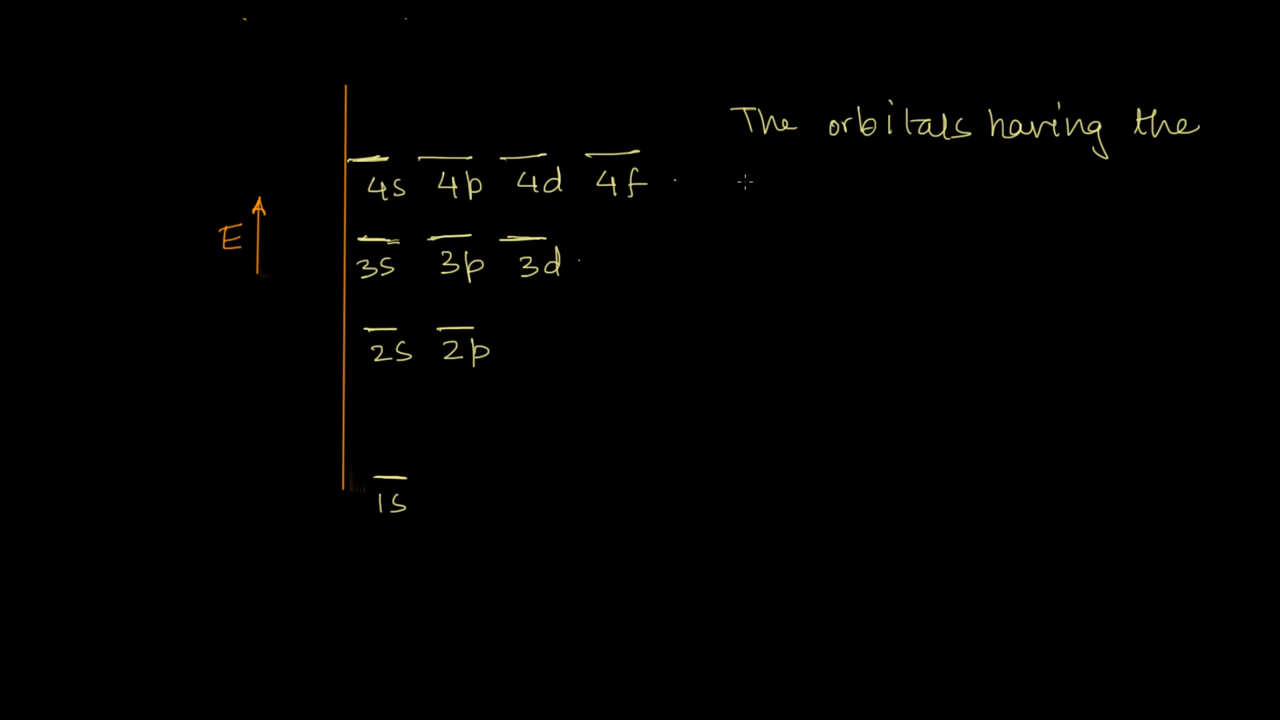 The orbitals having the
4s 4p 4d 4f
E
3s 3p 3d
2s 2p
1s